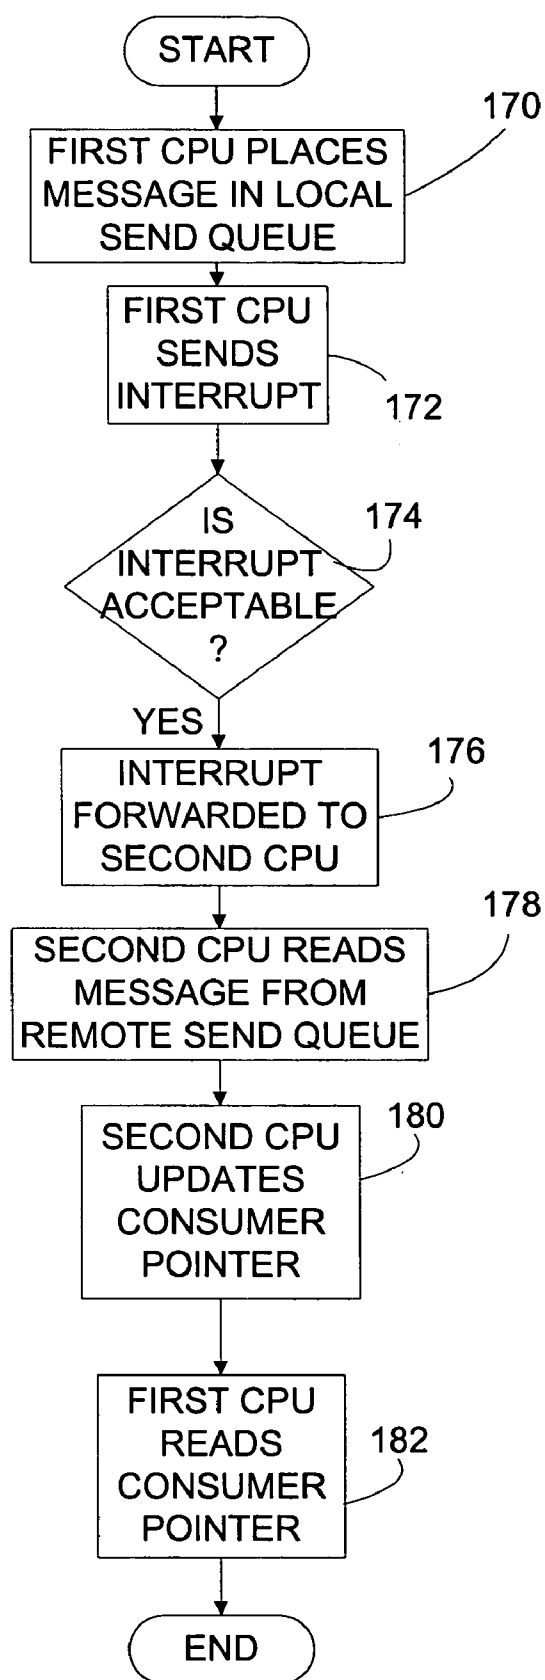 START
170
FIRST CPU PLACES
MESSAGE IN LOCAL
SEND QUEUE
FIRST CPU
SENDS
INTERRUPT
172
174
IS
INTERRUPT
ACCEPTABLE
?
YES
176
INTERRUPT
FORWARDED TO
SECOND CPU
178
SECOND CPU READS
MESSAGE FROM
REMOTE SEND QUEUE
180
SECOND CPU
UPDATES
CONSUMER
POINTER
FIRST CPU
READS
CONSUMER
POINTER
182
END